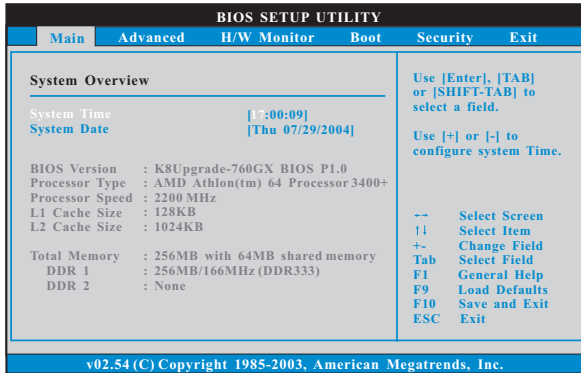 BIOS SETUP UTILITY
Main Advanced H/W Monitor Boot Security Exit
System Overview
System Time [17:00:09]
System Date [Thu 07/29/2004]
BIOS Version : K8Upgrade-760GX BIOS P1.0
Processor Type : AMD Athlon(tm) 64 Processor 3400+
Processor Speed : 2200 MHz
L1 Cache Size : 128KB
L2 Cache Size : 1024KB
Total Memory : 256MB with 64MB shared memory
DDR 1 : 256MB/166MHz (DDR333)
DDR 2 : None
Use [Enter], [TAB]
or [SHIFT-TAB] to
select a field.
Use [+] or [-] to
configure system Time.
←→ Select Screen
↑↓ Select Item
+- Change Field
Tab Select Field
F1 General Help
F9 Load Defaults
F10 Save and Exit
ESC Exit
v02.54 (C) Copyright 1985-2003, American Megatrends, Inc.